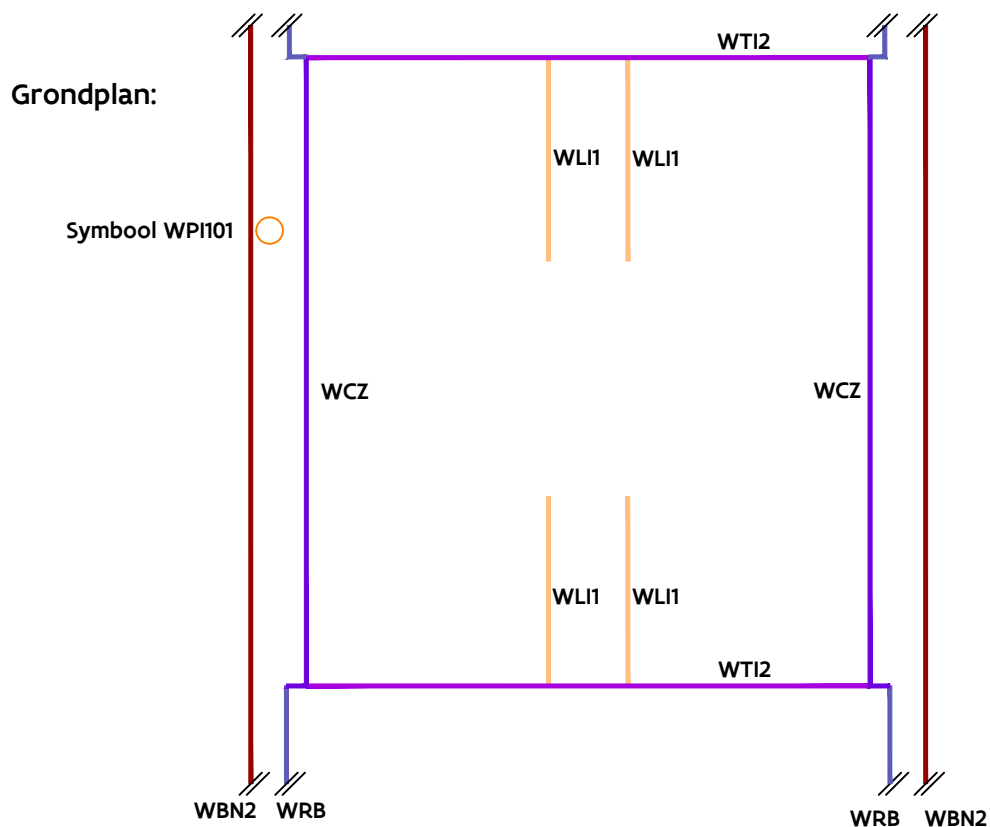 WTI2
Grondplan:
WLI1 WLI1
Symbool WPI101
WCZ WCZ
WLI1 WLI1
WTI2
WBN2 WRB WRB WBN2